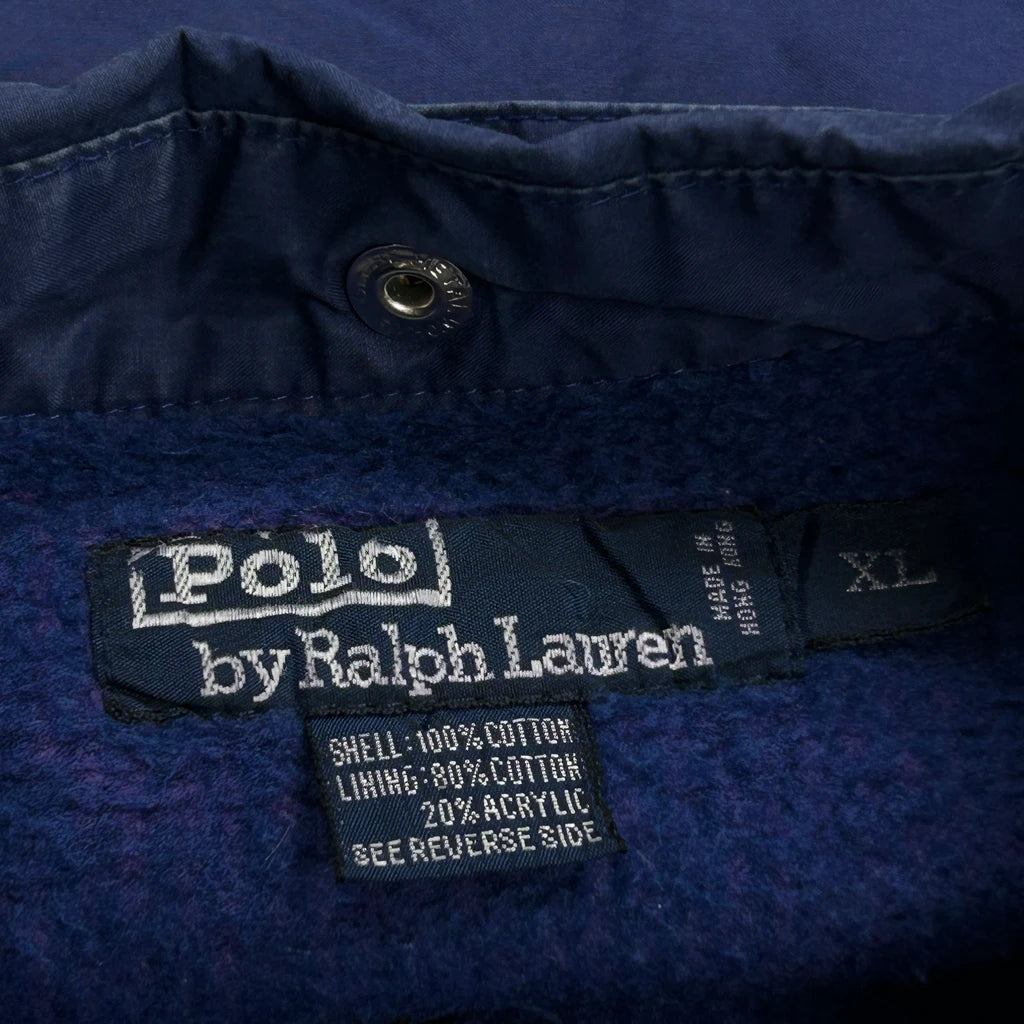 Polo
by Ralph Lauren
MADE IN
HONG KONG
XL
SHELL:100%COTTON
LINING:80%COTTON
20%ACRYLIC
SEE REVERSE SIDE